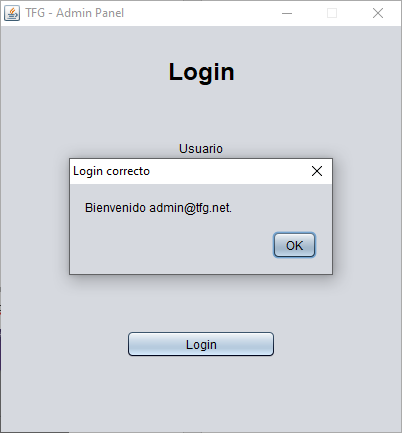 TFG - Admin Panel
Login
Usuario
Login correcto
Bienvenido admin@tfg.net.
OK
Login